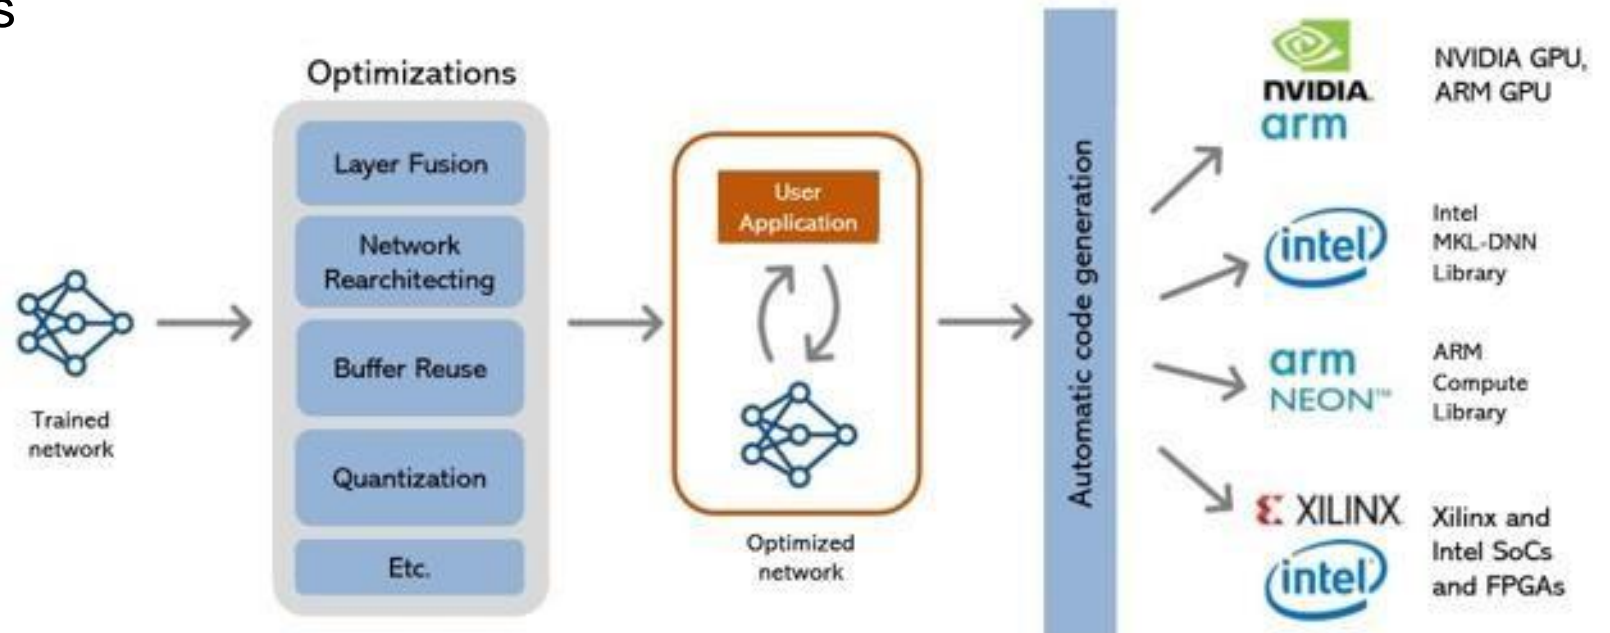 s
Optimizations
Layer Fusion
Network
Rearchitecting
Buffer Reuse
Quantization
Etc.
Trained
network
User
Application
Optimized
network
Automatic code generation
NVIDIA.
arm
NVIDIA GPU,
ARM GPU
intel
Intel
MKL-DNN
Library
arm
NEON™
ARM
Compute
Library
XILINX
intel
Xilinx and
Intel SoCs
and FPGAs